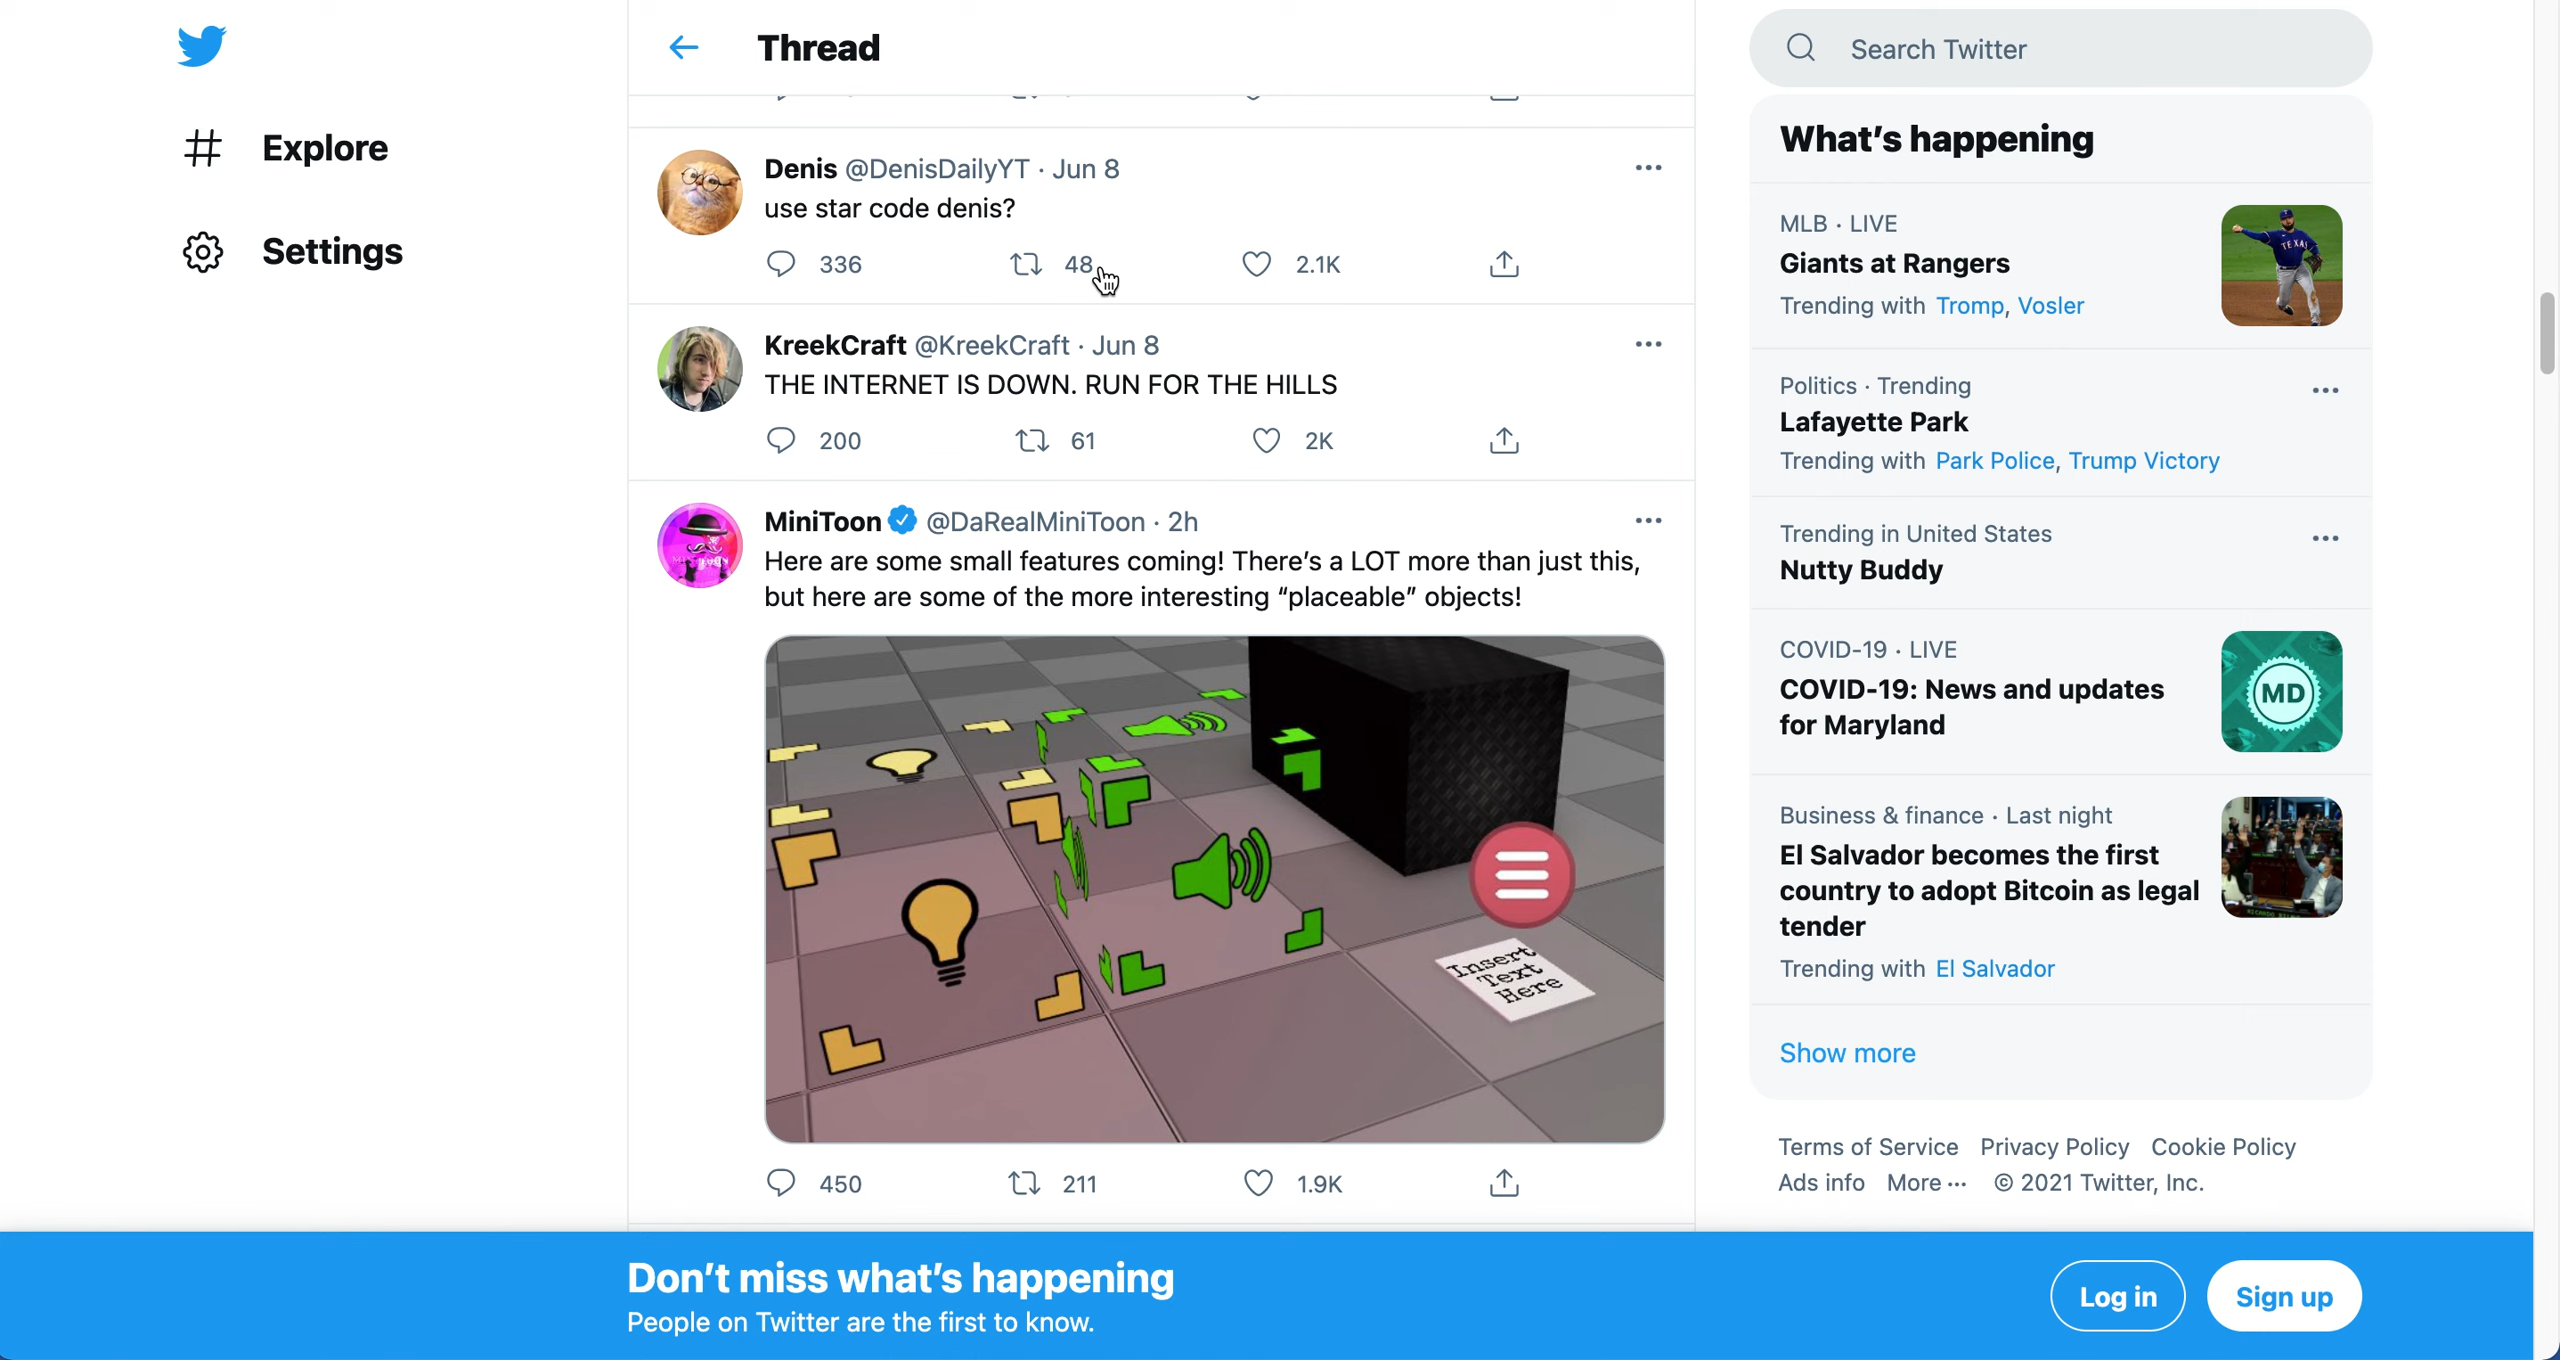 Explore
Settings
Thread
Denis @DenisDailyYT · Jun 8
use star code denis?
336 48 2.1K
KreekCraft @KreekCraft · Jun 8
THE INTERNET IS DOWN. RUN FOR THE HILLS
200 61 2K
MiniToon @DaRealMiniToon · 2h
Here are some small features coming! There's a LOT more than just this,
but here are some of the more interesting “placeable” objects!
Insert
Text
Here
450 211 1.9K
Search Twitter
What's happening
MLB · LIVE
Giants at Rangers
Trending with Tromp, Vosler
TEXAS
Politics · Trending
Lafayette Park
Trending with Park Police, Trump Victory
Trending in United States
Nutty Buddy
COVID-19 · LIVE
COVID-19: News and updates
for Maryland
MD
Business & finance · Last night
El Salvador becomes the first
country to adopt Bitcoin as legal
tender
Trending with El Salvador
Show more
Terms of Service Privacy Policy Cookie Policy
Ads info More ··· © 2021 Twitter, Inc.
Don't miss what's happening
People on Twitter are the first to know.
Log in Sign up